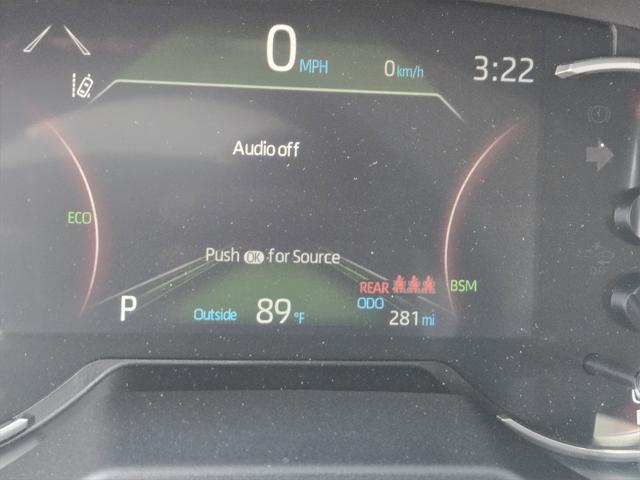 0 MPH 0 km/h 3:22
Audio off
ECO
Push OK for Source
REAR BSM
P Outside 89 °F ODO 281 mi